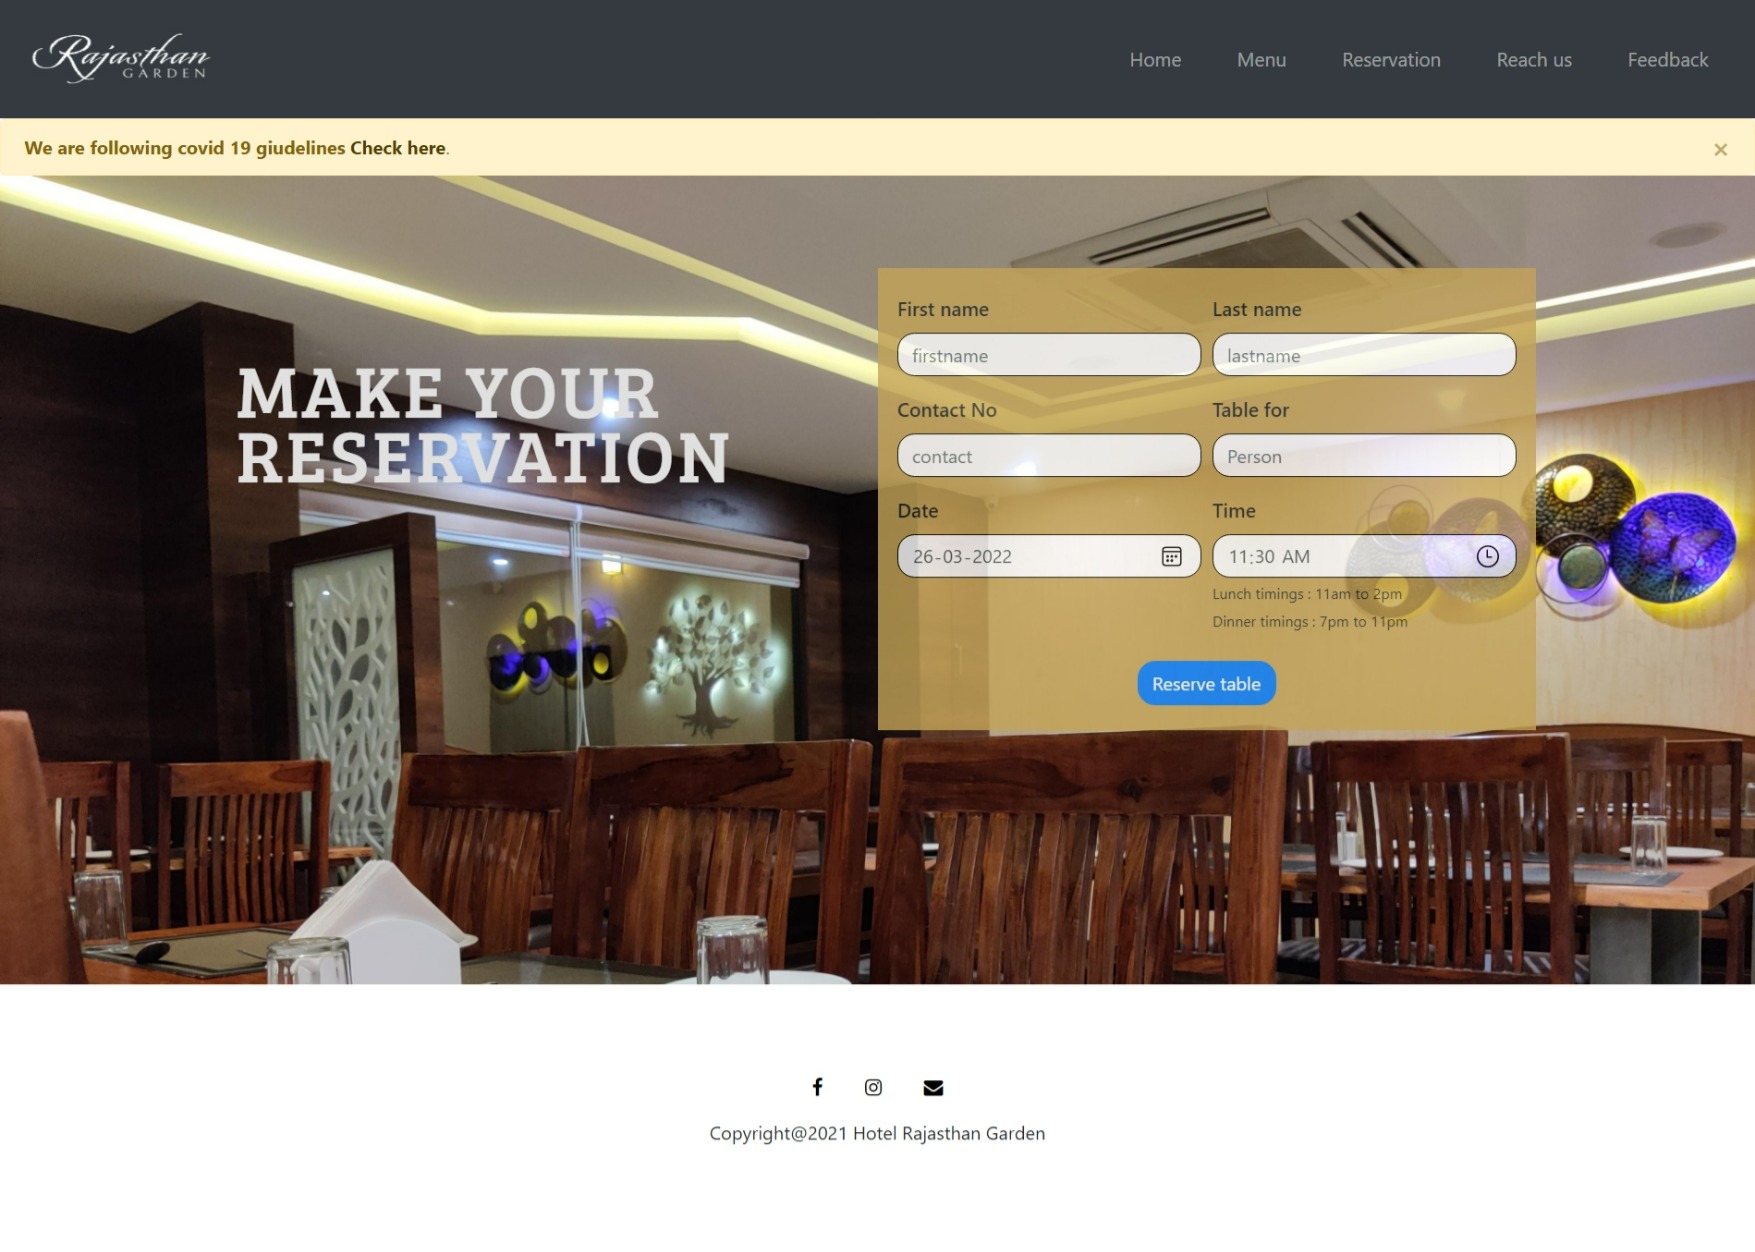 Rajasthan
GARDEN
Home Menu Reservation Reach us Feedback
We are following covid 19 giudelines Check here.
×
MAKE YOUR
RESERVATION
First name Last name
firstname lastname
Contact No Table for
contact Person
Date Time
26-03-2022 11:30 AM
Lunch timings : 11am to 2pm
Dinner timings : 7pm to 11pm
Reserve table
Copyright@2021 Hotel Rajasthan Garden